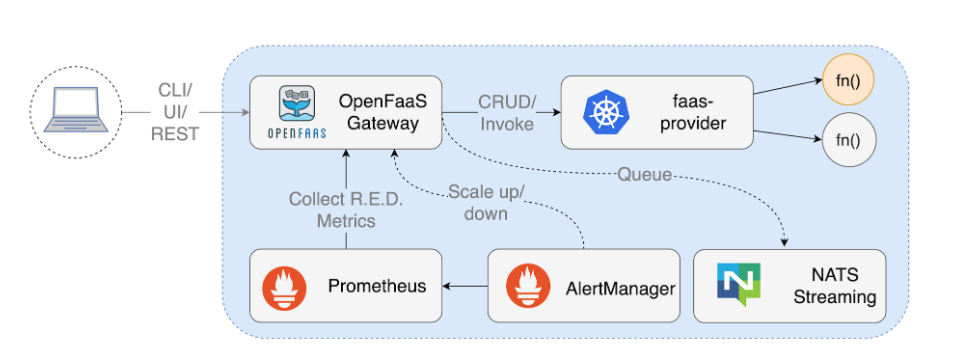 CLI/
UI/
REST
OPENFAAS
OpenFaaS
Gateway
CRUD/
Invoke
faas-
provider
fn()
fn()
Queue
Collect R.E.D.
Metrics
Scale up/
down
Prometheus
AlertManager
N
NATS
Streaming